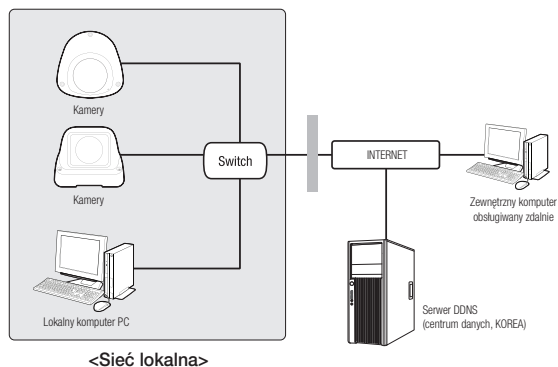 Kamery
Kamery
Switch
INTERNET
Lokalny komputer PC
Zewnętrzny komputer
obsługiwany zdalnie
Serwer DDNS
(centrum danych, KOREA)
<Sieć lokalna>